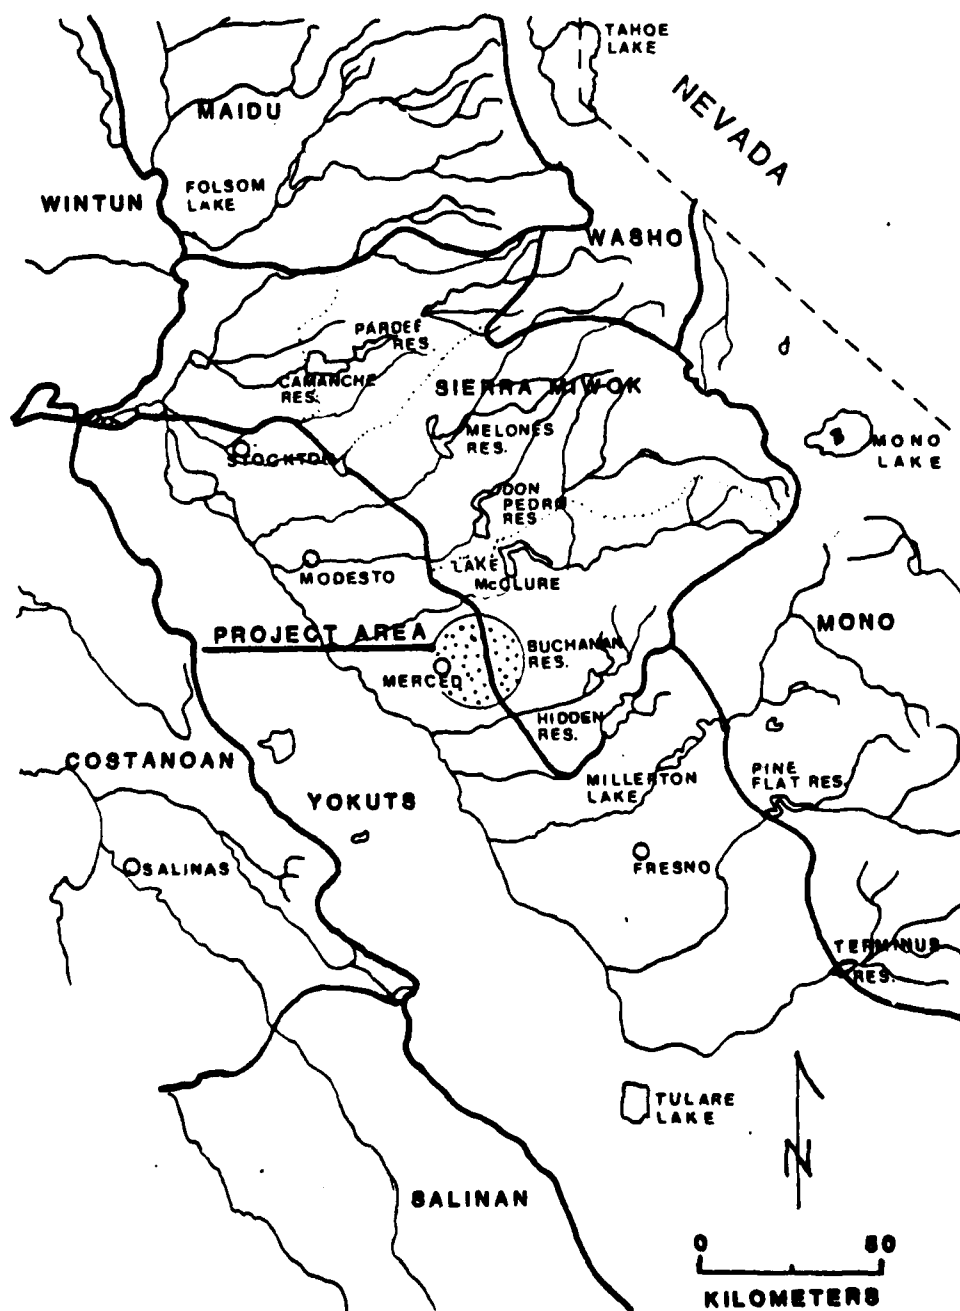 TAHOE
LAKE
NEVADA
MAIDU
FOLSOM
LAKE
WINTUN
WASHO
PARDEE
RES.
CAMANCHE
RES.
SIERRA MIWOK
MELONES
RES.
MONO
LAKE
STOCKTON
DON
PEDRO
RES
MODESTO
LAKE
McCLURE
MONO
PROJECT AREA
BUCHANAN
RES.
MERCED
HIDDEN
RES.
COSTANOAN
YOKUTS
MILLERTON
LAKE
PINE
FLAT RES.
SALINAS
FRESNO
TERMINUS
RES.
TULARE
LAKE
N
SALINAN
0 50
KILOMETERS